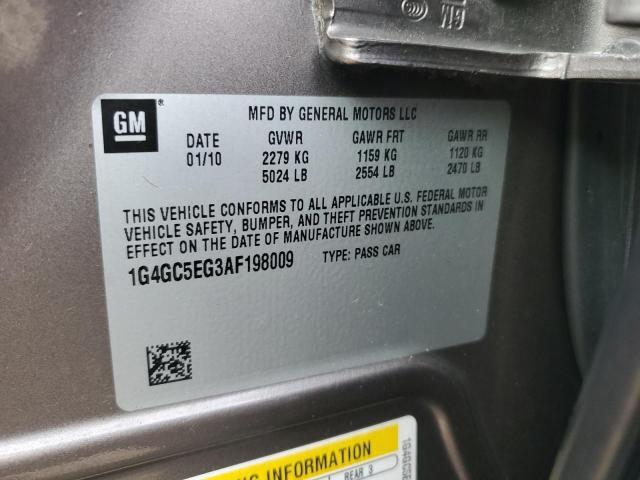 GM
GM ®
MFD BY GENERAL MOTORS LLC
DATE GVWR GAWR FRT GAWR RR
01/10 2279 KG 1159 KG 1120 KG
5024 LB 2554 LB 2470 LB
THIS VEHICLE CONFORMS TO ALL APPLICABLE U.S. FEDERAL MOTOR
VEHICLE SAFETY, BUMPER, AND THEFT PREVENTION STANDARDS IN
EFFECT ON THE DATE OF MANUFACTURE SHOWN ABOVE.
1G4GC5EG3AF198009 TYPE: PASS CAR
NG INFORMATION
REAR 3
1G4GC5E